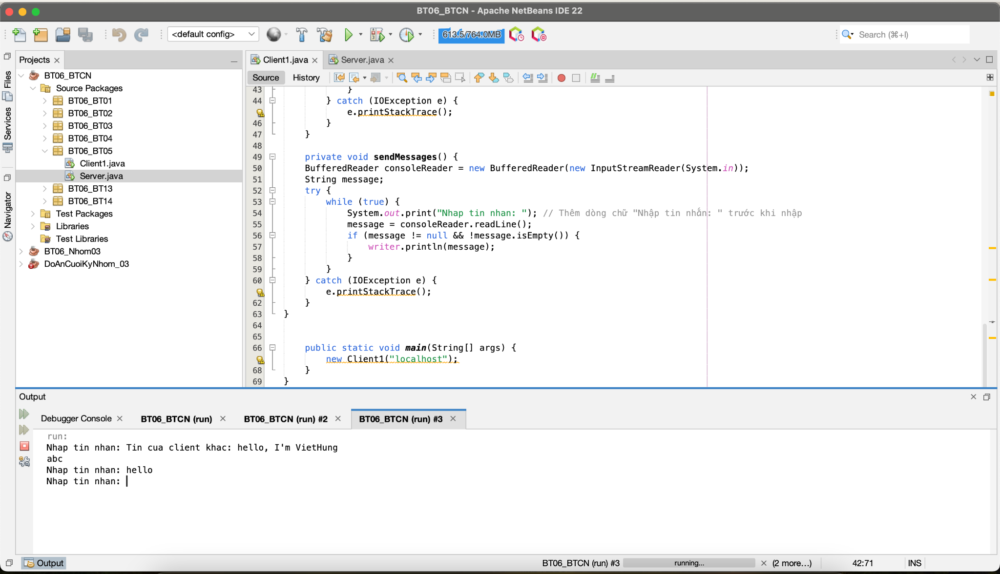 BT06_BTCN - Apache NetBeans IDE 22
<default config>
613.5/764.0MB
Search (⌘+I)
Projects
Client1.java
Server.java
Files
Services
Navigator
BT06_BTCN
Source Packages
BT06_BT01
BT06_BT02
BT06_BT03
BT06_BT04
BT06_BT05
Client1.java
Server.java
BT06_BT13
BT06_BT14
Test Packages
Libraries
Test Libraries
BT06_Nhom03
DoAnCuoiKyNhom_03
Source History
43 }
44 } catch (IOException e) {
e.printStackTrace();
46 }
47 }
48
49 private void sendMessages() {
50 BufferedReader consoleReader = new BufferedReader(new InputStreamReader(System.in));
51 String message;
52 try {
53 while (true) {
54 System.out.print("Nhap tin nhan: "); // Thêm dòng chữ "Nhập tin nhắn: " trước khi nhập
55 message = consoleReader.readLine();
56 if (message != null && !message.isEmpty()) {
57 writer.println(message);
58 }
59 }
60 } catch (IOException e) {
e.printStackTrace();
62 }
63 }
64
65
66 public static void main(String[] args) {
new Client1("localhost");
68 }
69 }
Output
Debugger Console
BT06_BTCN (run)
BT06_BTCN (run) #2
BT06_BTCN (run) #3
run:
Nhap tin nhan: Tin cua client khac: hello, I'm VietHung
abc
Nhap tin nhan: hello
Nhap tin nhan:
Output
BT06_BTCN (run) #3
running...
(2 more...)
42:71
INS